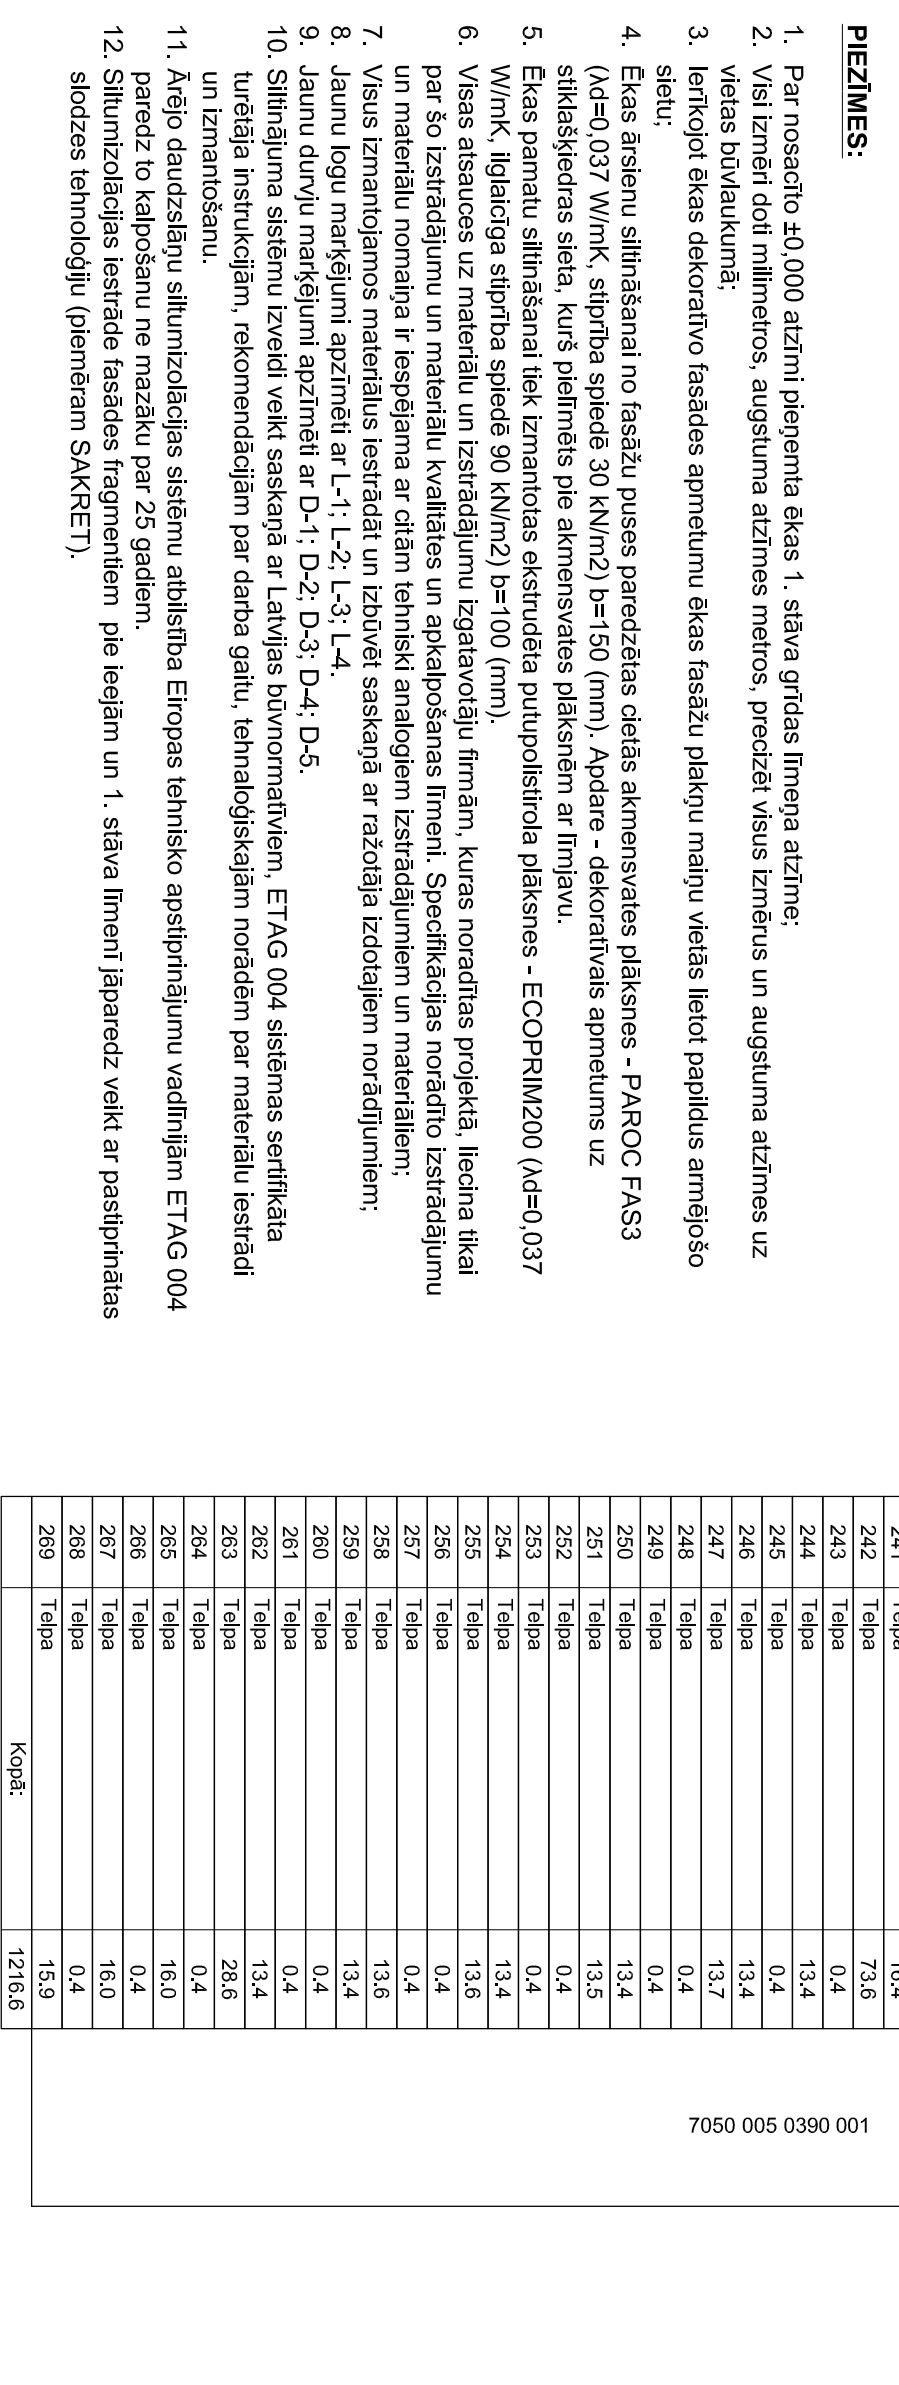 PIEZĪMES:
1. Par nosacīto ±0,000 atzīmi pieņemta ēkas 1. stāva grīdas līmeņa atzīme;
2. Visi izmēri doti milimetros, augstuma atzīmes metros, precizēt visus izmērus un augstuma atzīmes uz
vietas būvlaukumā;
3. Ierīkojot ēkas dekoratīvo fasādes apmetumu ēkas fasāžu plakņu maiņu vietās lietot papildus armējošo
sietu;
4. Ēkas ārsienu siltināšanai no fasāžu puses paredzētas cietās akmensvates plāksnes - PAROC FAS3
(λd=0,037 W/mK, stiprība spiedē 30 kN/m2) b=150 (mm). Apdare - dekoratīvais apmetums uz
stiklašķiedras sieta, kurš pielīmēts pie akmensvates plāksnēm ar līmjavu.
5. Ēkas pamatu siltināšanai tiek izmantotas ekstrudēta putupolistirola plāksnes - ECOPRIM200 (λd=0,037
W/mK, ilglaicīga stiprība spiedē 90 kN/m2) b=100 (mm).
6. Visas atsauces uz materiālu un izstrādājumu izgatavotāju firmām, kuras noradītas projektā, liecina tikai
par šo izstrādājumu un materiālu kvalitātes un apkalpošanas līmeni. Specifikācijas norādīto izstrādājumu
un materiālu nomaiņa ir iespējama ar citām tehniski analogiem izstrādājumiem un materiāliem;
7. Visus izmantojamos materiālus iestrādāt un izbūvēt saskaņā ar ražotāja izdotajiem norādījumiem;
8. Jaunu logu marķējumi apzīmēti ar L-1; L-2; L-3; L-4.
9. Jaunu durvju marķējumi apzīmēti ar D-1; D-2; D-3; D-4; D-5.
10. Siltinājuma sistēmu izveidi veikt saskaņā ar Latvijas būvnormatīviem, ETAG 004 sistēmas sertifikāta
turētāja instrukcijām, rekomendācijām par darba gaitu, tehnaloģiskajām norādēm par materiālu iestrādi
un izmantošanu.
11. Ārējo daudzslāņu siltumizolācijas sistēmu atbilstība Eiropas tehnisko apstiprinājumu vadlīnijām ETAG 004
paredz to kalpošanu ne mazāku par 25 gadiem.
12. Siltumizolācijas iestrāde fasādes fragmentiem pie ieejām un 1. stāva līmenī jāparedz veikt ar pastiprinātas
slodzes tehnoloģiju (piemēram SAKRET).
242 Telpa 73.6
243 Telpa 0.4
244 Telpa 13.4
245 Telpa 0.4
246 Telpa 13.4
247 Telpa 13.7
248 Telpa 0.4
249 Telpa 0.4
250 Telpa 13.4
251 Telpa 13.5
252 Telpa 0.4
253 Telpa 0.4
254 Telpa 13.4
255 Telpa 13.6
256 Telpa 0.4
257 Telpa 0.4
258 Telpa 13.6
259 Telpa 13.4
260 Telpa 0.4
261 Telpa 0.4
262 Telpa 13.4
263 Telpa 28.6
264 Telpa 0.4
265 Telpa 16.0
266 Telpa 0.4
267 Telpa 16.0
268 Telpa 0.4
269 Telpa 15.9
Kopā: 1216.6
7050 005 0390 001